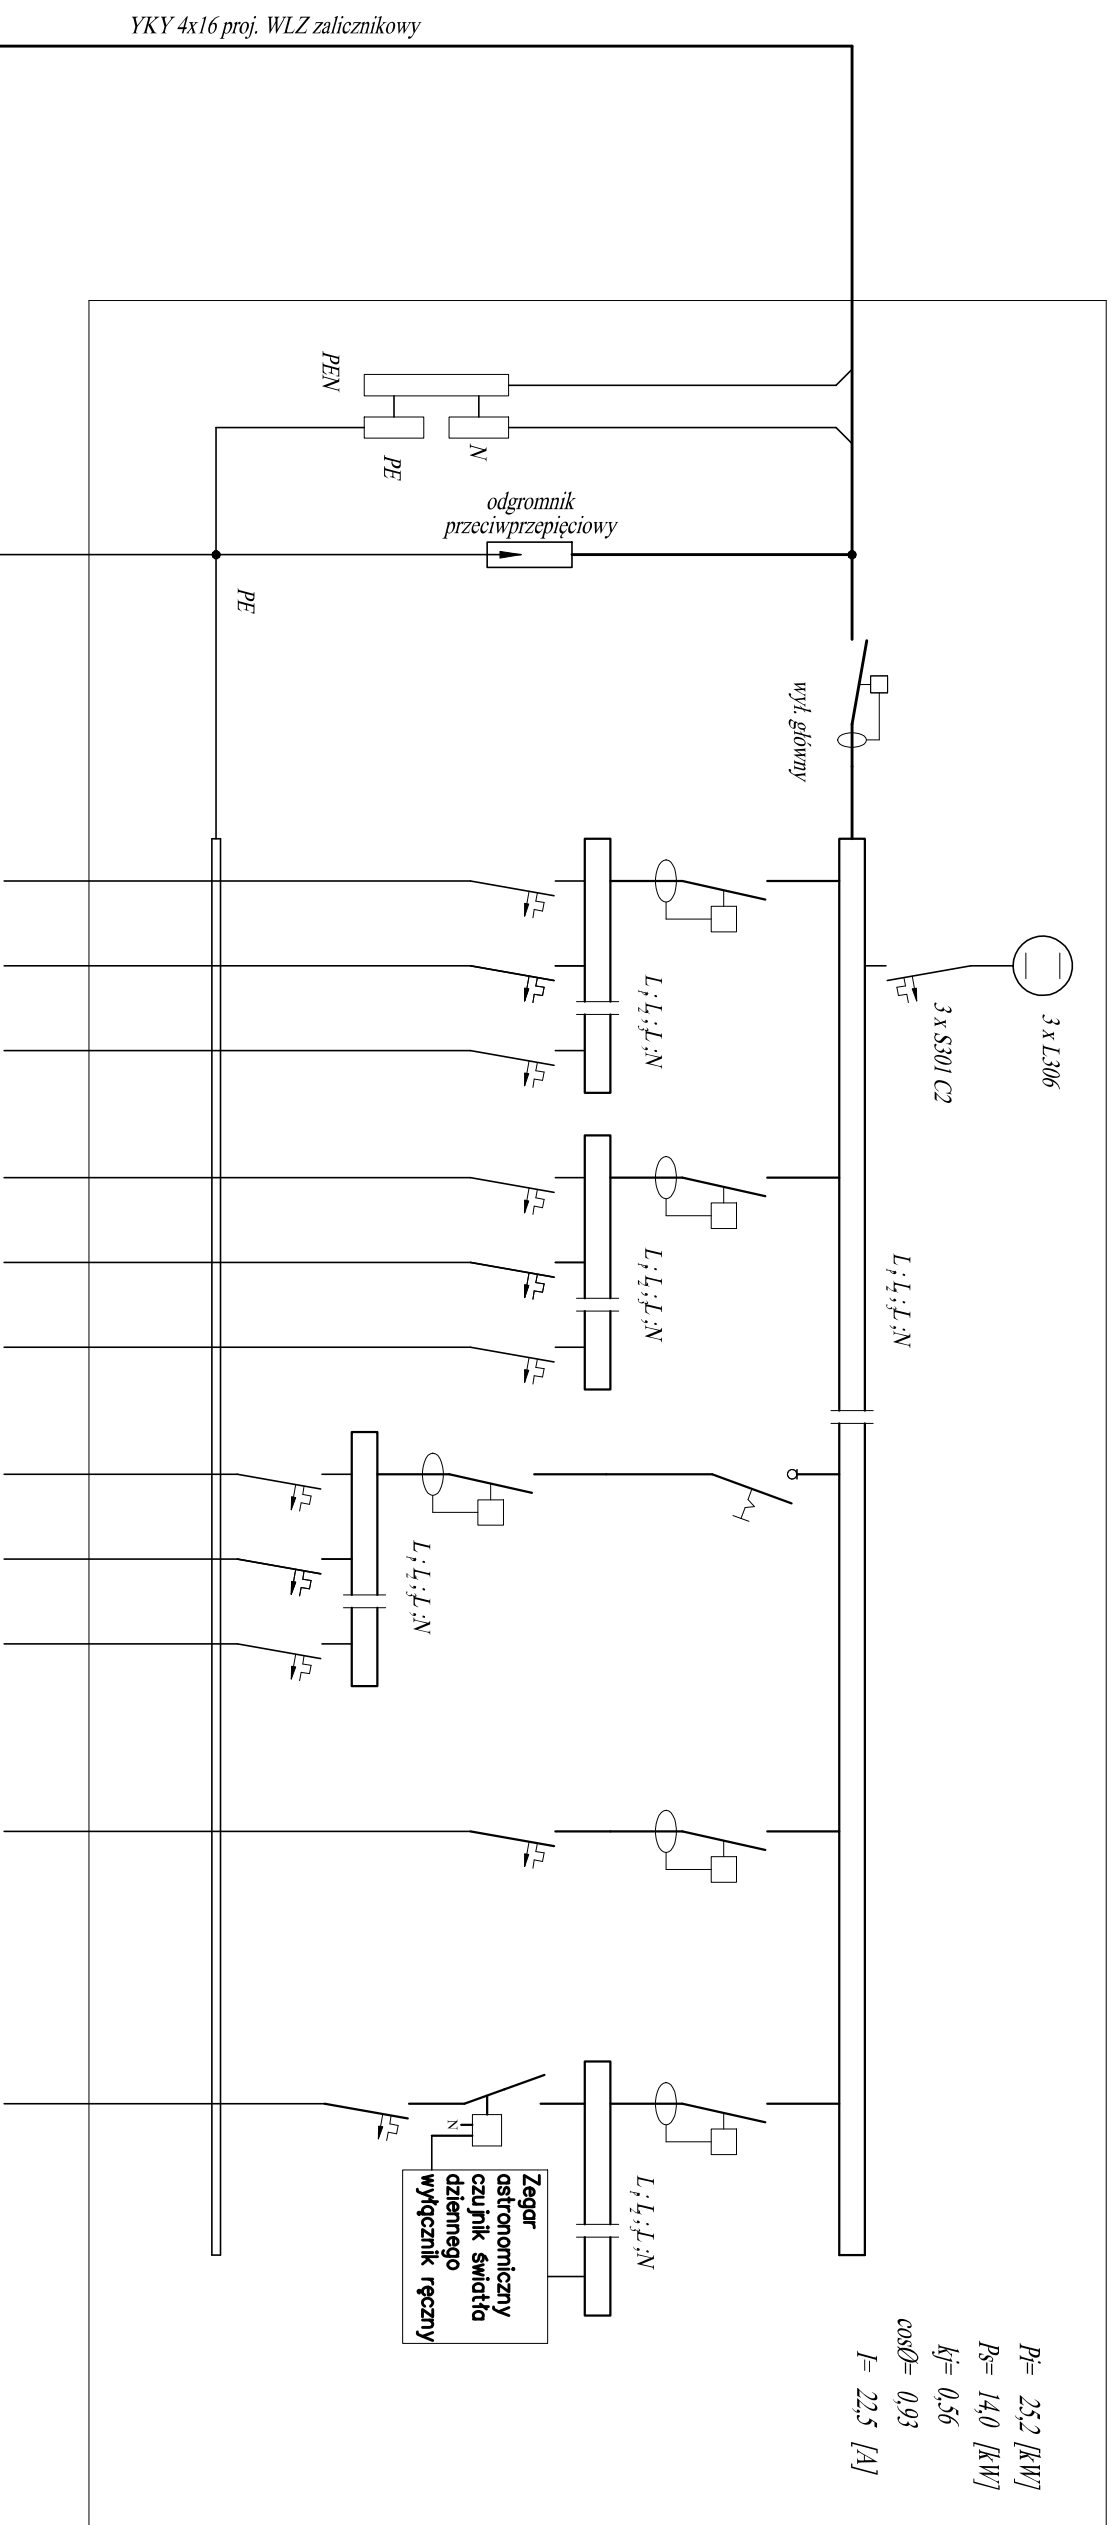 YKY 4x16 proj. WLZ zalicznikowy
PEN
N
PE
odgromnik
przeciwprzepięciowy
PE
wył. główny
3 x L306
3 x S301 C2
L1; L2; L3; N
L1; L2; L3; N
L1; L2; L3; N
L1; L2; L3; N
L1; L2; L3; N
N
Zegar
astronomiczny
czujnik światła
dziennego
wyłącznik ręczny
Pi= 25,2 [kW]
Ps= 14,0 [kW]
kj= 0,56
cosØ= 0,93
I= 22,5 [A]